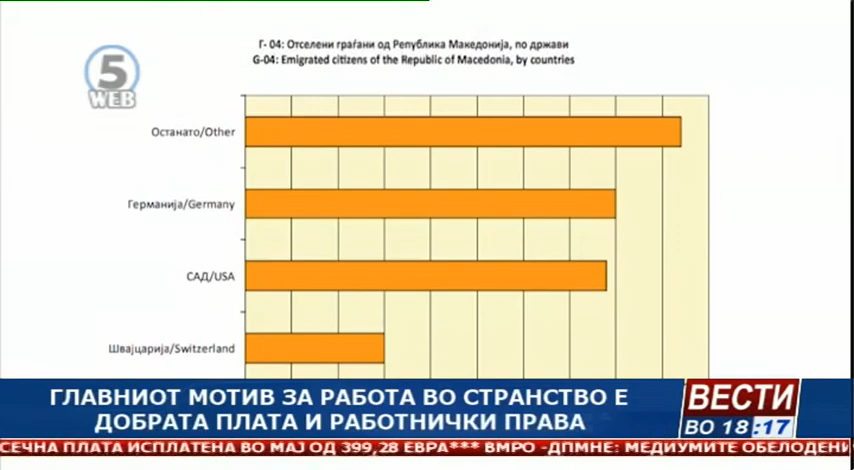 Г- 04: Отселени граѓани од Република Македонија, по држави
G-04: Emigrated citizens of the Republic of Macedonia, by countries
5
WEB
Останато/Other
Германија/Germany
САД/USA
Швајцарија/Switzerland
ГЛАВНИОТ МОТИВ ЗА РАБОТА ВО СТРАНСТВО Е
ДОБРАТА ПЛАТА И РАБОТНИЧКИ ПРАВА
ВЕСТИ
ВО 18:17
СЕЧНА ПЛАТА ИСПЛАТЕНА ВО МАЈ ОД 399,28 ЕВРА*** ВМРО -ДПМНЕ: МЕДИУМИТЕ ОБЕЛОДЕНИ